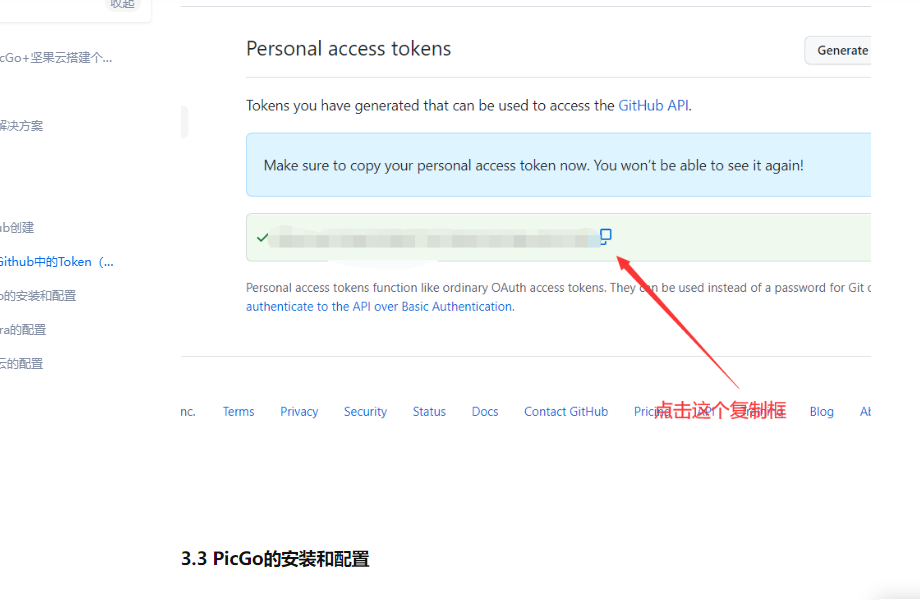 收起
cGo+坚果云搭建个...
解决方案
ub创建
Github中的Token（...
o的安装和配置
ra的配置
云的配置
Personal access tokens
Generate
Tokens you have generated that can be used to access the GitHub API.
Make sure to copy your personal access token now. You won't be able to see it again!
Personal access tokens function like ordinary OAuth access tokens. They can be used instead of a password for Git
authenticate to the API over Basic Authentication.
nc.
Terms
Privacy
Security
Status
Docs
Contact GitHub
Pricing
API
Training
Blog
Ab
点击这个复制框
3.3 PicGo的安装和配置